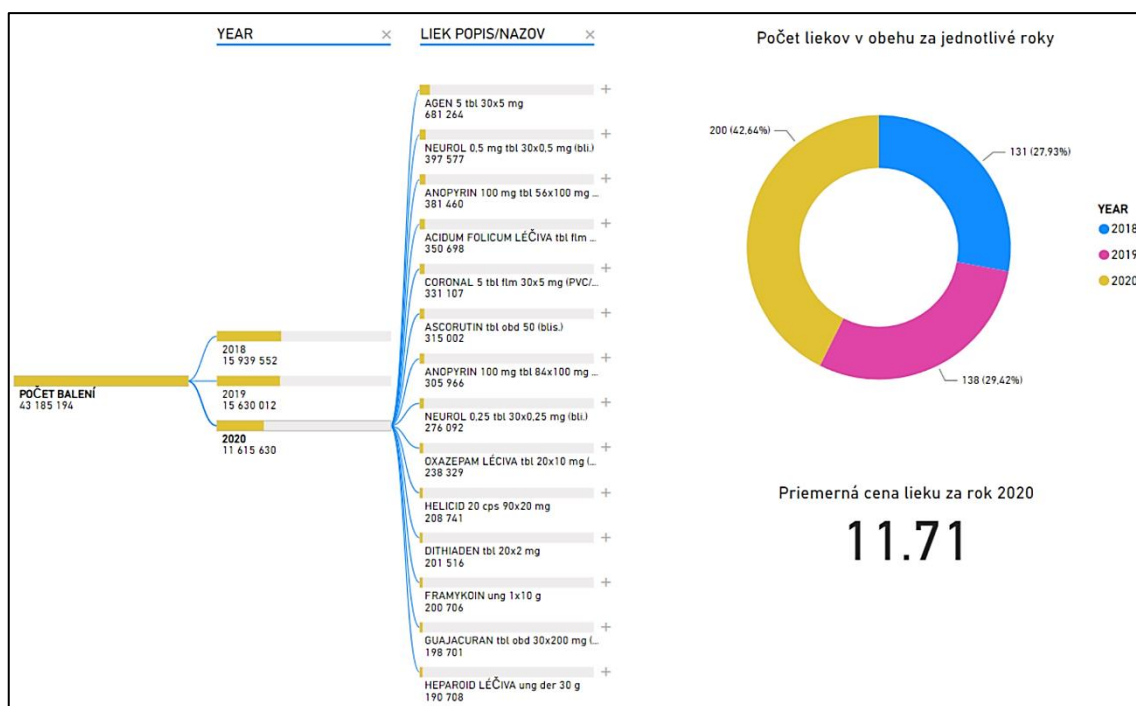 YEAR ×
LIEK POPIS/NAZOV ×
POČET BALENÍ
43 185 194
2018
15 939 552
2019
15 630 012
2020
11 615 630
AGEN 5 tbl 30x5 mg
681 264
NEUROL 0,5 mg tbl 30x0,5 mg (bli.)
397 577
ANOPYRIN 100 mg tbl 56x100 mg ...
381 460
ACIDUM FOLICUM LÉČIVA tbl flm ...
350 698
CORONAL 5 tbl flm 30x5 mg (PVC/...
331 107
ASCORUTIN tbl obd 50 (blis.)
315 002
ANOPYRIN 100 mg tbl 84x100 mg ...
305 966
NEUROL 0,25 tbl 30x0,25 mg (bli.)
276 092
OXAZEPAM LÉČIVA tbl 20x10 mg (...
238 329
HELICID 20 cps 90x20 mg
208 741
DITHIADEN tbl 20x2 mg
201 516
FRAMYKOIN ung 1x10 g
200 706
GUAJACURAN tbl obd 30x200 mg (...
198 701
HEPAROID LÉČIVA ung der 30 g
190 708
Počet liekov v obehu za jednotlivé roky
200 (42,64%)
131 (27,93%)
138 (29,42%)
YEAR
2018
2019
2020
Priemerná cena lieku za rok 2020
11.71